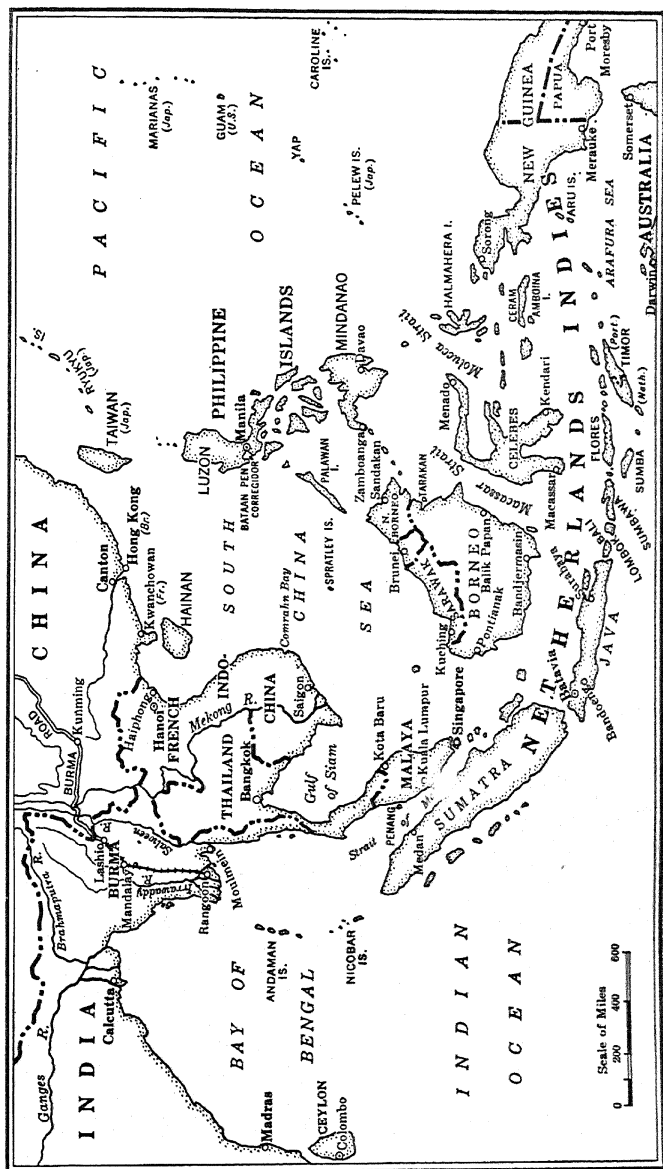 CHINA
PACIFIC
OCEAN
INDIA
Ganges R.
Brahmaputra R.
BURMA
ROAD
Kunming
Lashio
BURMA
Mandalay
Irrawaddy R.
Salween R.
Calcutta
Rangoon
Moulmein
Canton
Hong Kong
(Br.)
Kwanchowan
(Fr.)
HAINAN
Haiphong
Hanoi
FRENCH
INDO-
CHINA
Mekong R.
Saigon
Comrahn Bay
THAILAND
Bangkok
Gulf
of Siam
RYUKYU IS.
(Jap.)
TAIWAN
(Jap.)
MARIANAS
(Jap.)
GUAM
(U.S.)
YAP
CAROLINE
IS.
PELEW IS.
(Jap.)
PHILIPPINE
ISLANDS
LUZON
Manila
BATAAN PEN.
CORREGIDOR
MINDANAO
Davao
Zamboanga
PALAWAN
I.
SPRATLEY IS.
SOUTH
CHINA
SEA
BAY OF
BENGAL
ANDAMAN
IS.
NICOBAR
IS.
Madras
CEYLON
Colombo
INDIAN
OCEAN
Kota Baru
MALAYA
Kuala Lumpur
Singapore
PENANG
Strait of M
Medan
SUMATRA
Sandakan
N. BORNEO
TARAKAN
Brunei
SARAWAK
Kuching
BORNEO
Pontianak
Balik Papan
Bandjermasin
Macassar Strait
Menado
CELEBES
Kendari
Macassar
Molucca Strait
HALMAHERA I.
CERAM
AMBOINA
I.
Sorong
NEW GUINEA
NEW
PAPUA
Port
Moresby
Merauke
ARU IS.
ARAFURA SEA
Somerset
Darwin
AUSTRALIA
NETHERLANDS INDIES
Batavia
Bandoeng
JAVA
Surabaya
BALI
LOMBOK
SUMBAWA
FLORES
SUMBA
TIMOR
(Port.)
(Neth.)
Scale of Miles
200
400
600